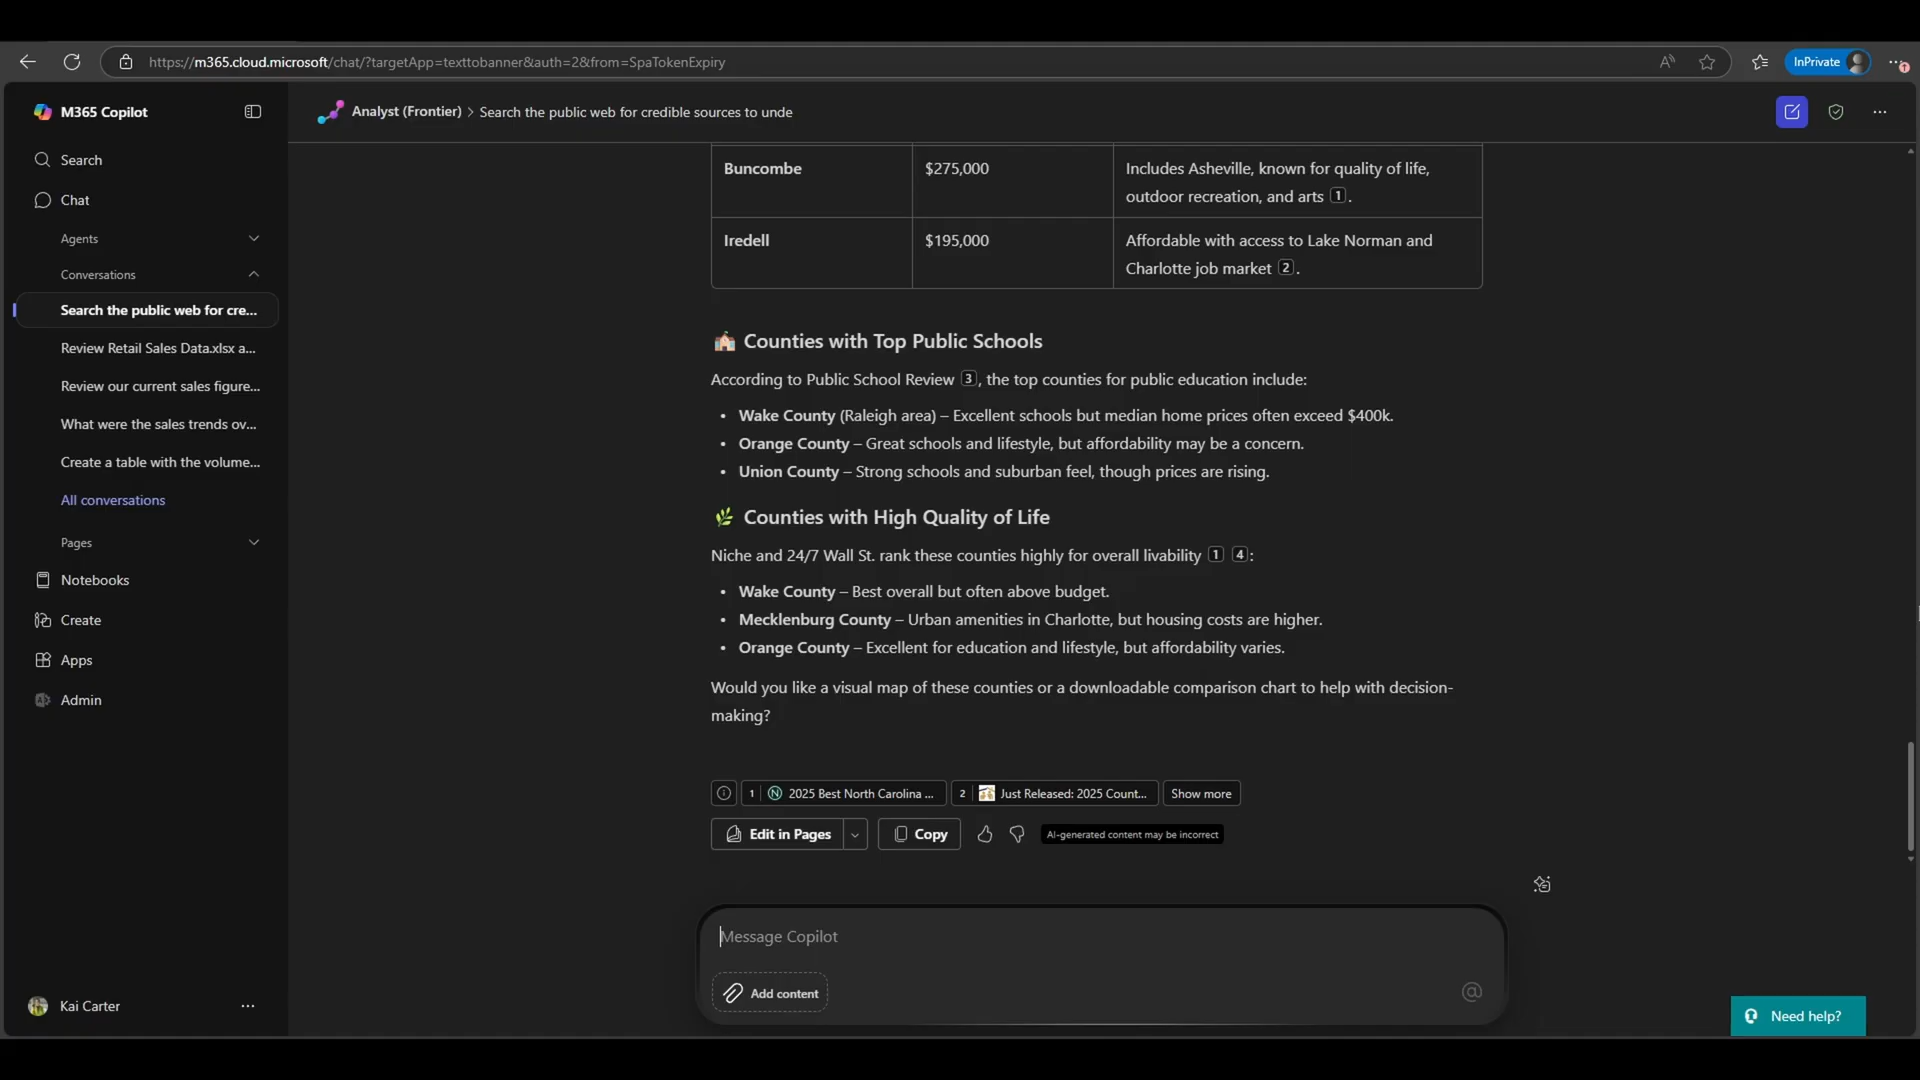 https://m365.cloud.microsoft/chat/?targetApp=texttobanner&auth=2&from=SpaTokenExpiry
InPrivate
M365 Copilot
Search
Chat
Agents
Conversations
Search the public web for cre...
Review Retail Sales Data.xlsx a...
Review our current sales figure...
What were the sales trends ov...
Create a table with the volume...
All conversations
Pages
Notebooks
Create
Apps
Admin
Kai Carter
Analyst (Frontier) > Search the public web for credible sources to unde
Buncombe
$275,000
Includes Asheville, known for quality of life,
outdoor recreation, and arts 1.
Iredell
$195,000
Affordable with access to Lake Norman and
Charlotte job market 2.
Counties with Top Public Schools
According to Public School Review 3, the top counties for public education include:
• Wake County (Raleigh area) – Excellent schools but median home prices often exceed $400k.
• Orange County – Great schools and lifestyle, but affordability may be a concern.
• Union County – Strong schools and suburban feel, though prices are rising.
Counties with High Quality of Life
Niche and 24/7 Wall St. rank these counties highly for overall livability 1 4:
• Wake County – Best overall but often above budget.
• Mecklenburg County – Urban amenities in Charlotte, but housing costs are higher.
• Orange County – Excellent for education and lifestyle, but affordability varies.
Would you like a visual map of these counties or a downloadable comparison chart to help with decision-
making?
1 2025 Best North Carolina ... 2 Just Released: 2025 Count... Show more
Edit in Pages Copy AI-generated content may be incorrect
Message Copilot
Add content
Need help?